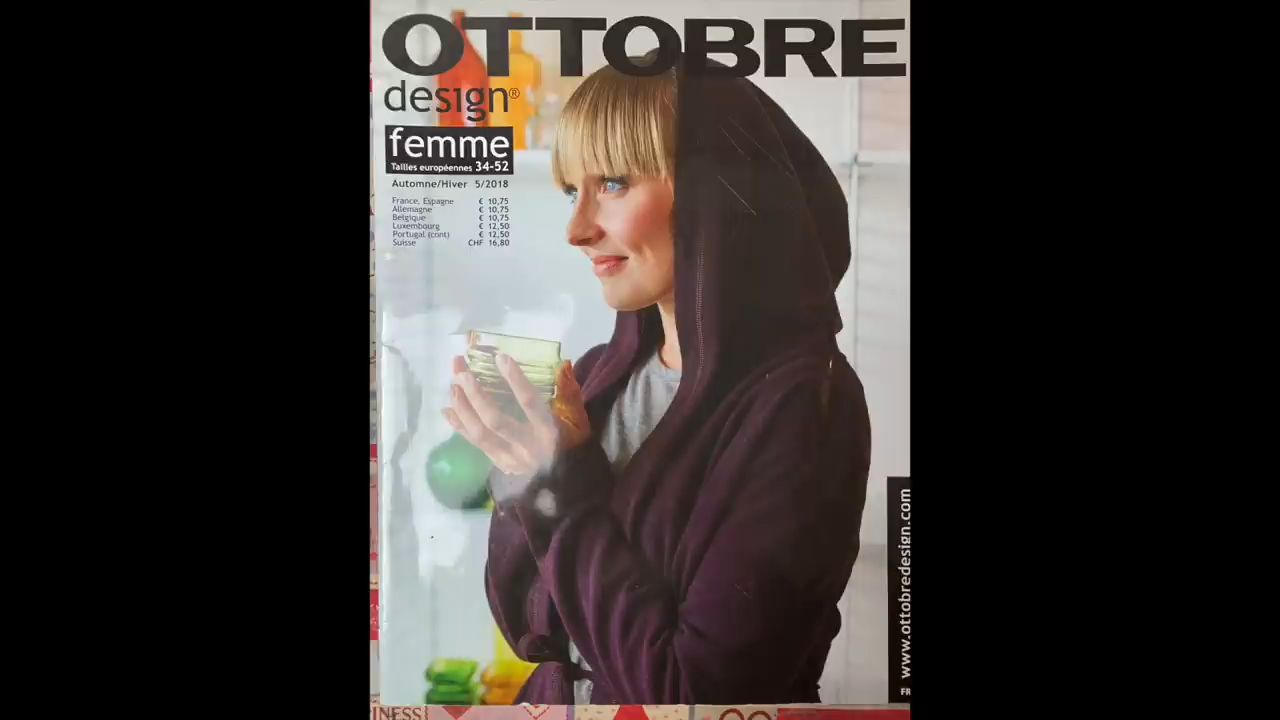 OTTOBRE
design®
femme
Tailles européennes 34-52
Automne/Hiver 5/2018
France, Espagne € 10,75
Allemagne € 10,75
Belgique € 10,75
Luxembourg € 12,50
Portugal (cont) € 12,50
Suisse CHF 16,80
www.ottobredesign.com
FR
INESS